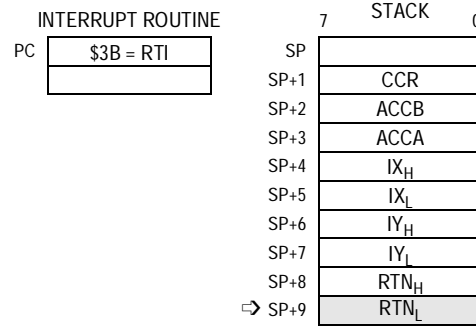 INTERRUPT ROUTINE
STACK
7 0
PC $3B = RTI
SP
SP+1 CCR
SP+2 ACCB
SP+3 ACCA
SP+4 IXH
SP+5 IXL
SP+6 IYH
SP+7 IYL
SP+8 RTNH
⇨ SP+9 RTNL